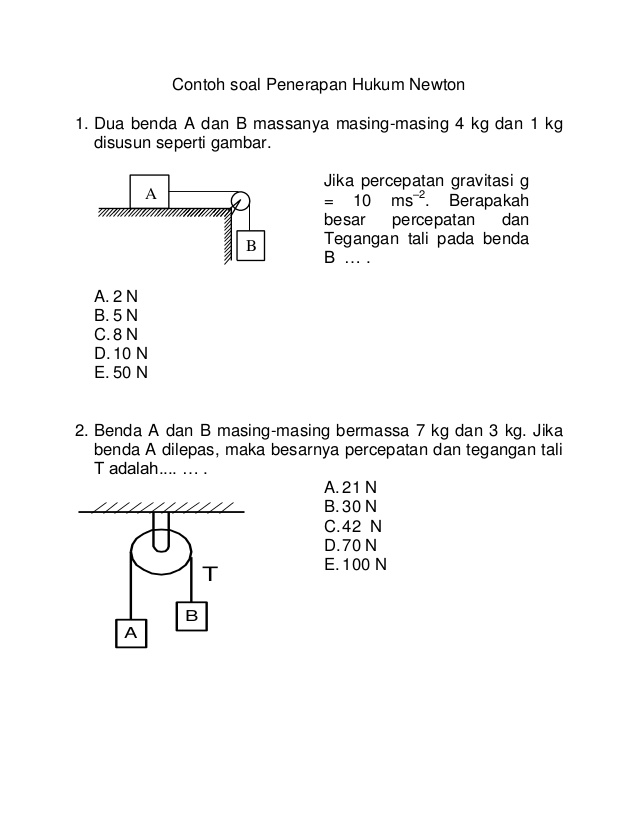 Contoh soal Penerapan Hukum Newton
1. Dua benda A dan B massanya masing-masing 4 kg dan 1 kg
disusun seperti gambar.
A
B
Jika percepatan gravitasi g
= 10 ms⁻². Berapakah
besar percepatan dan
Tegangan tali pada benda
B ... .
A. 2 N
B. 5 N
C. 8 N
D. 10 N
E. 50 N
2. Benda A dan B masing-masing bermassa 7 kg dan 3 kg. Jika
benda A dilepas, maka besarnya percepatan dan tegangan tali
T adalah.... ... .
A. 21 N
B. 30 N
C. 42 N
D. 70 N
E. 100 N
T
B
A